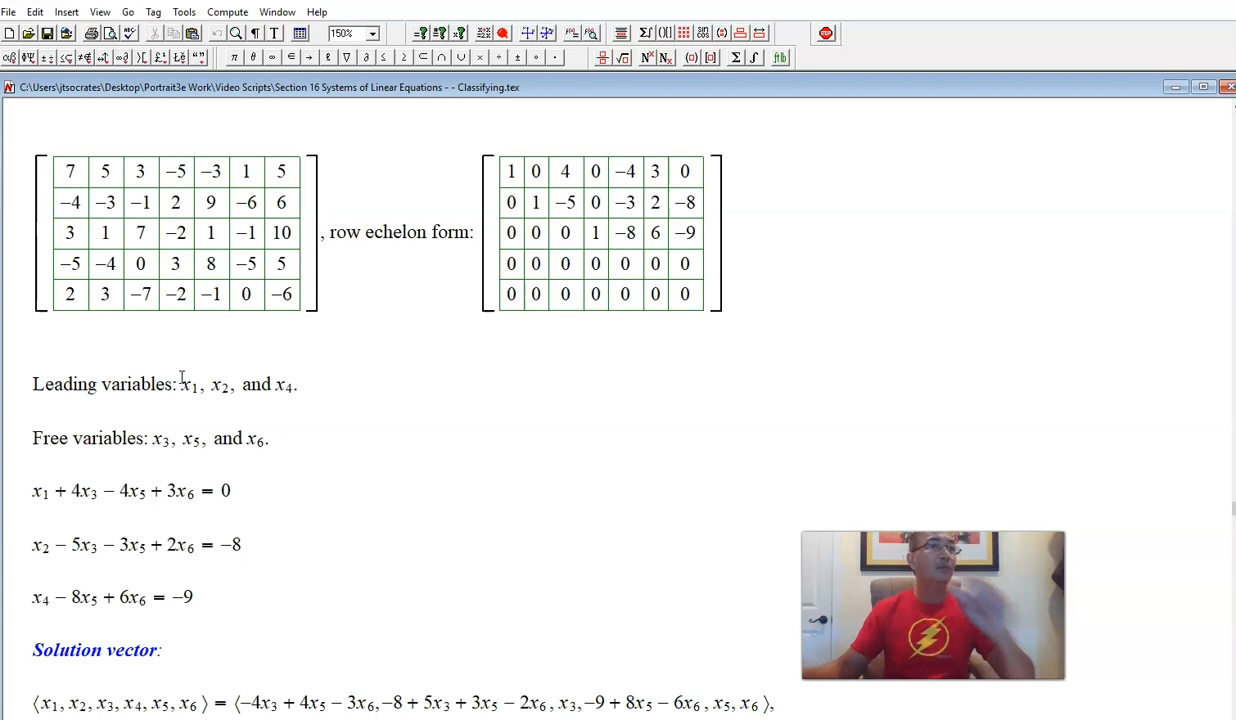 File Edit Insert View Go Tag Tools Compute Window Help
150%
C:\Users\jtsocrates\Desktop\Portrait3e Work\Video Scripts\Section 16 Systems of Linear Equations - - Classifying.tex
7 5 3 −5 −3 1 5
−4 −3 −1 2 9 −6 6
3 1 7 −2 1 −1 10
−5 −4 0 3 8 −5 5
2 3 −7 −2 −1 0 −6
, row echelon form:
1 0 4 0 −4 3 0
0 1 −5 0 −3 2 −8
0 0 0 1 −8 6 −9
0 0 0 0 0 0 0
0 0 0 0 0 0 0
Leading variables: x₁, x₂, and x₄.
Free variables: x₃, x₅, and x₆.
x₁ + 4x₃ − 4x₅ + 3x₆ = 0
x₂ − 5x₃ − 3x₅ + 2x₆ = −8
x₄ − 8x₅ + 6x₆ = −9
Solution vector:
⟨x₁, x₂, x₃, x₄, x₅, x₆⟩ = ⟨−4x₃ + 4x₅ − 3x₆, −8 + 5x₃ + 3x₅ − 2x₆, x₃, −9 + 8x₅ − 6x₆, x₅, x₆⟩,